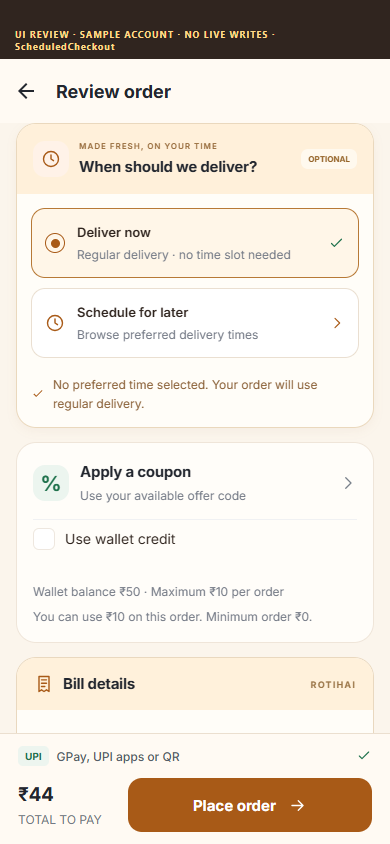 UI REVIEW · SAMPLE ACCOUNT · NO LIVE WRITES ·
ScheduledCheckout
Review order
MADE FRESH, ON YOUR TIME
When should we deliver?
OPTIONAL
Deliver now
Regular delivery · no time slot needed
Schedule for later
Browse preferred delivery times
No preferred time selected. Your order will use
regular delivery.
%
Apply a coupon
Use your available offer code
Use wallet credit
Wallet balance ₹50 · Maximum ₹10 per order
You can use ₹10 on this order. Minimum order ₹0.
Bill details
ROTIHAI
UPI GPay, UPI apps or QR
₹44
TOTAL TO PAY
Place order